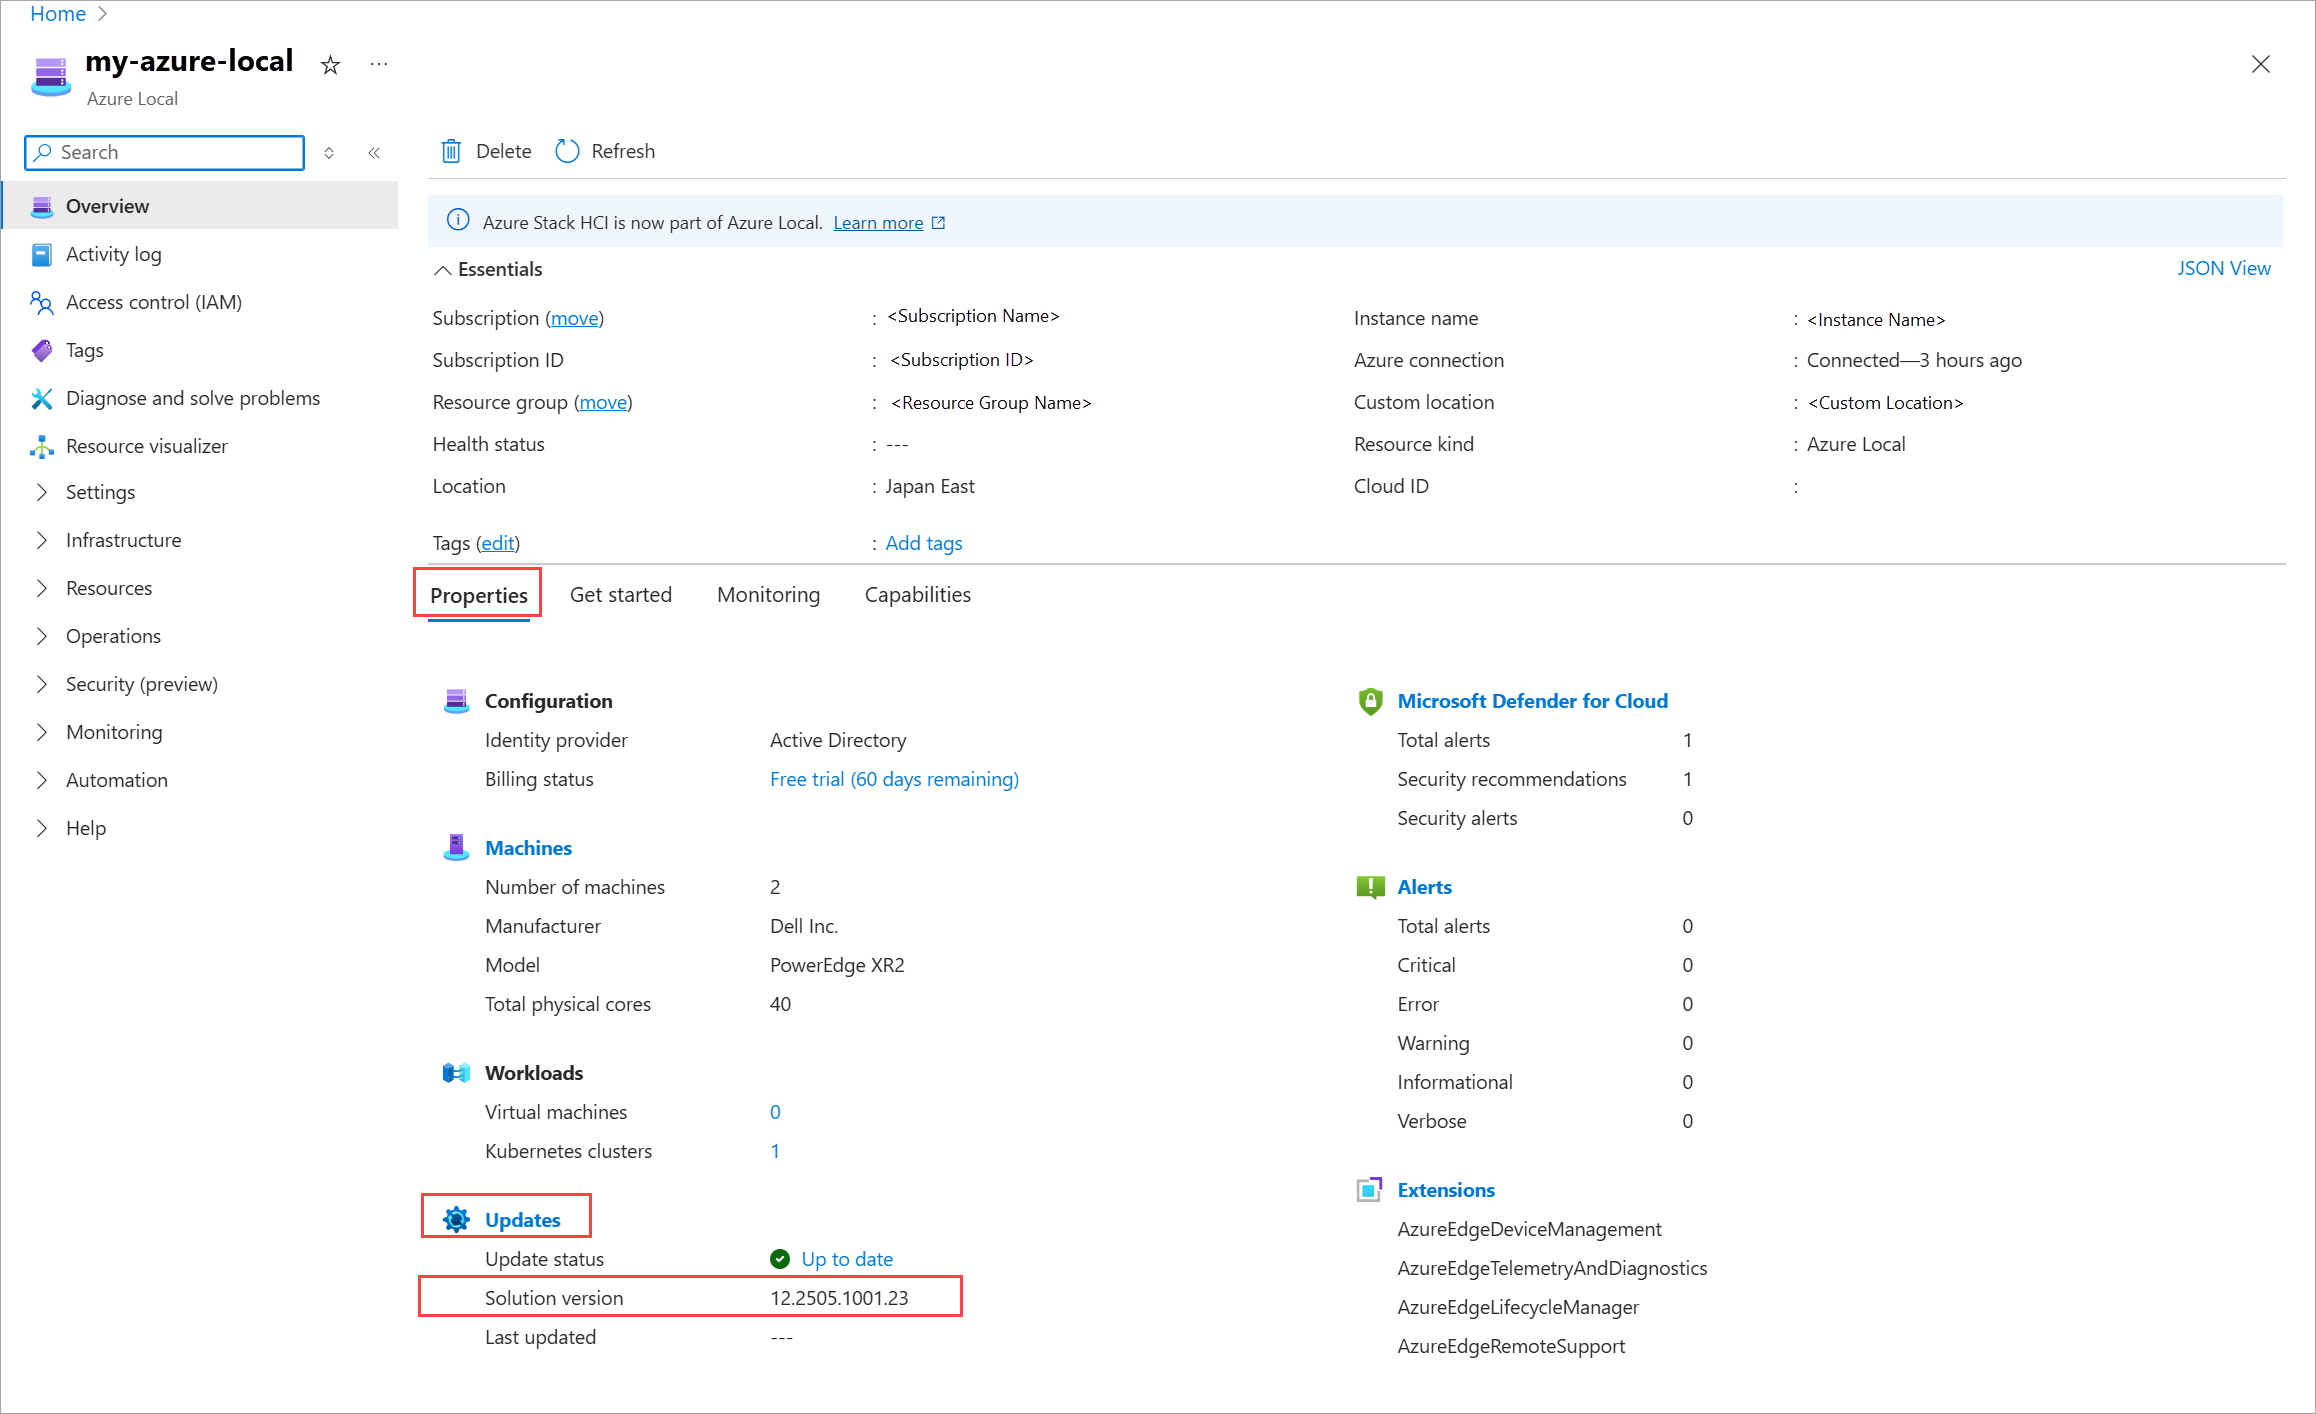 Home
my-azure-local
Azure Local
Search
Overview
Activity log
Access control (IAM)
Tags
Diagnose and solve problems
Resource visualizer
Settings
Infrastructure
Resources
Operations
Security (preview)
Monitoring
Automation
Help
Delete Refresh
Azure Stack HCI is now part of Azure Local. Learn more
Essentials
JSON View
Subscription (move) : <Subscription Name>
Subscription ID : <Subscription ID>
Resource group (move) : <Resource Group Name>
Health status : ---
Location : Japan East
Instance name : <Instance Name>
Azure connection : Connected—3 hours ago
Custom location : <Custom Location>
Resource kind : Azure Local
Cloud ID :
Tags (edit) : Add tags
Properties Get started Monitoring Capabilities
Configuration
Identity provider Active Directory
Billing status Free trial (60 days remaining)
Machines
Number of machines 2
Manufacturer Dell Inc.
Model PowerEdge XR2
Total physical cores 40
Workloads
Virtual machines 0
Kubernetes clusters 1
Updates
Update status Up to date
Solution version 12.2505.1001.23
Last updated ---
Microsoft Defender for Cloud
Total alerts 1
Security recommendations 1
Security alerts 0
Alerts
Total alerts 0
Critical 0
Error 0
Warning 0
Informational 0
Verbose 0
Extensions
AzureEdgeDeviceManagement
AzureEdgeTelemetryAndDiagnostics
AzureEdgeLifecycleManager
AzureEdgeRemoteSupport